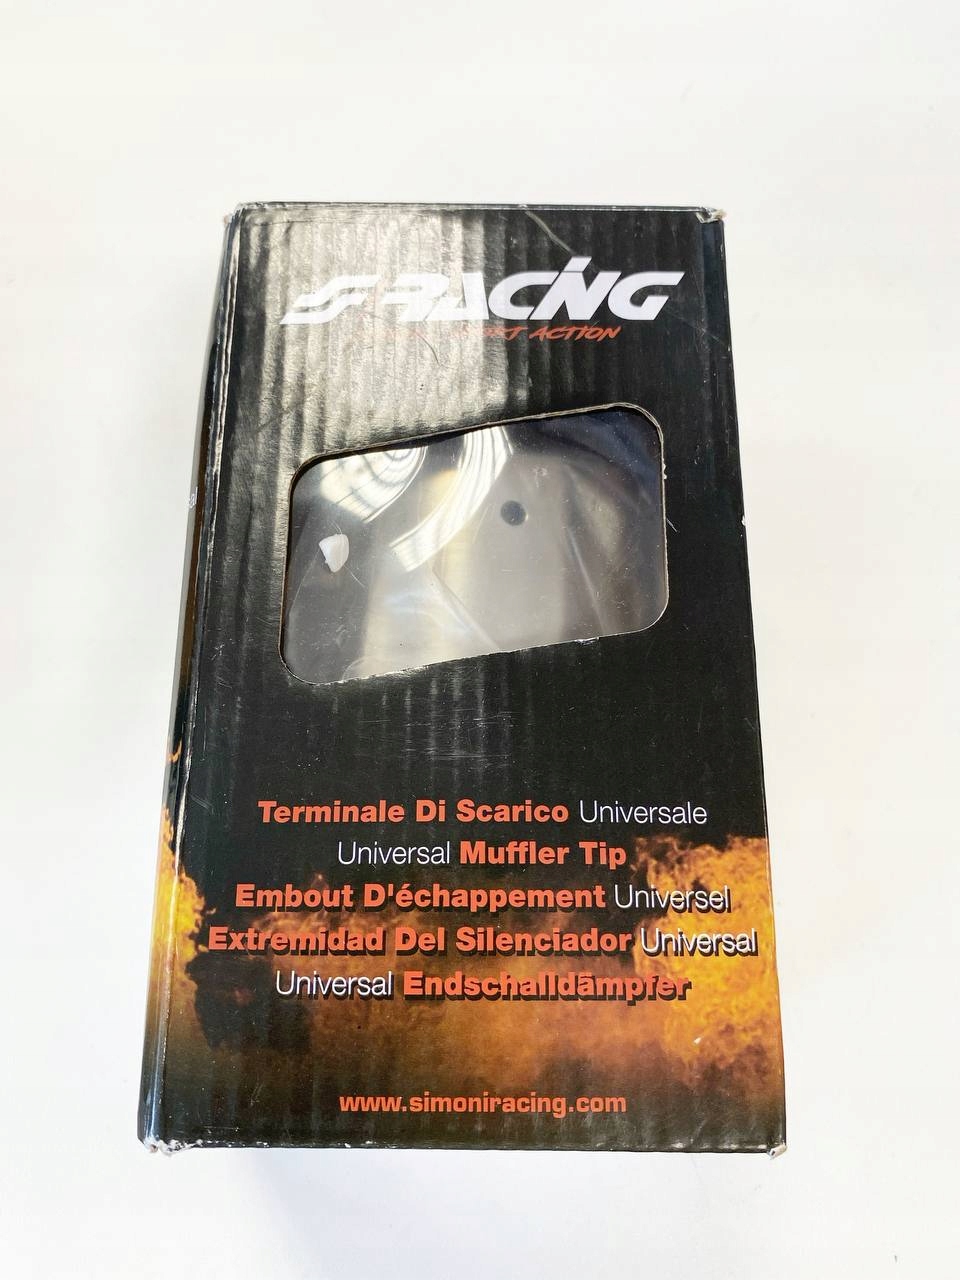 RACING
ACTION
Terminale Di Scarico Universale
Universal Muffler Tip
Embout D'échappement Universel
Extremidad Del Silenciador Universal
Universal Endschalldämpfer
www.simoniracing.com